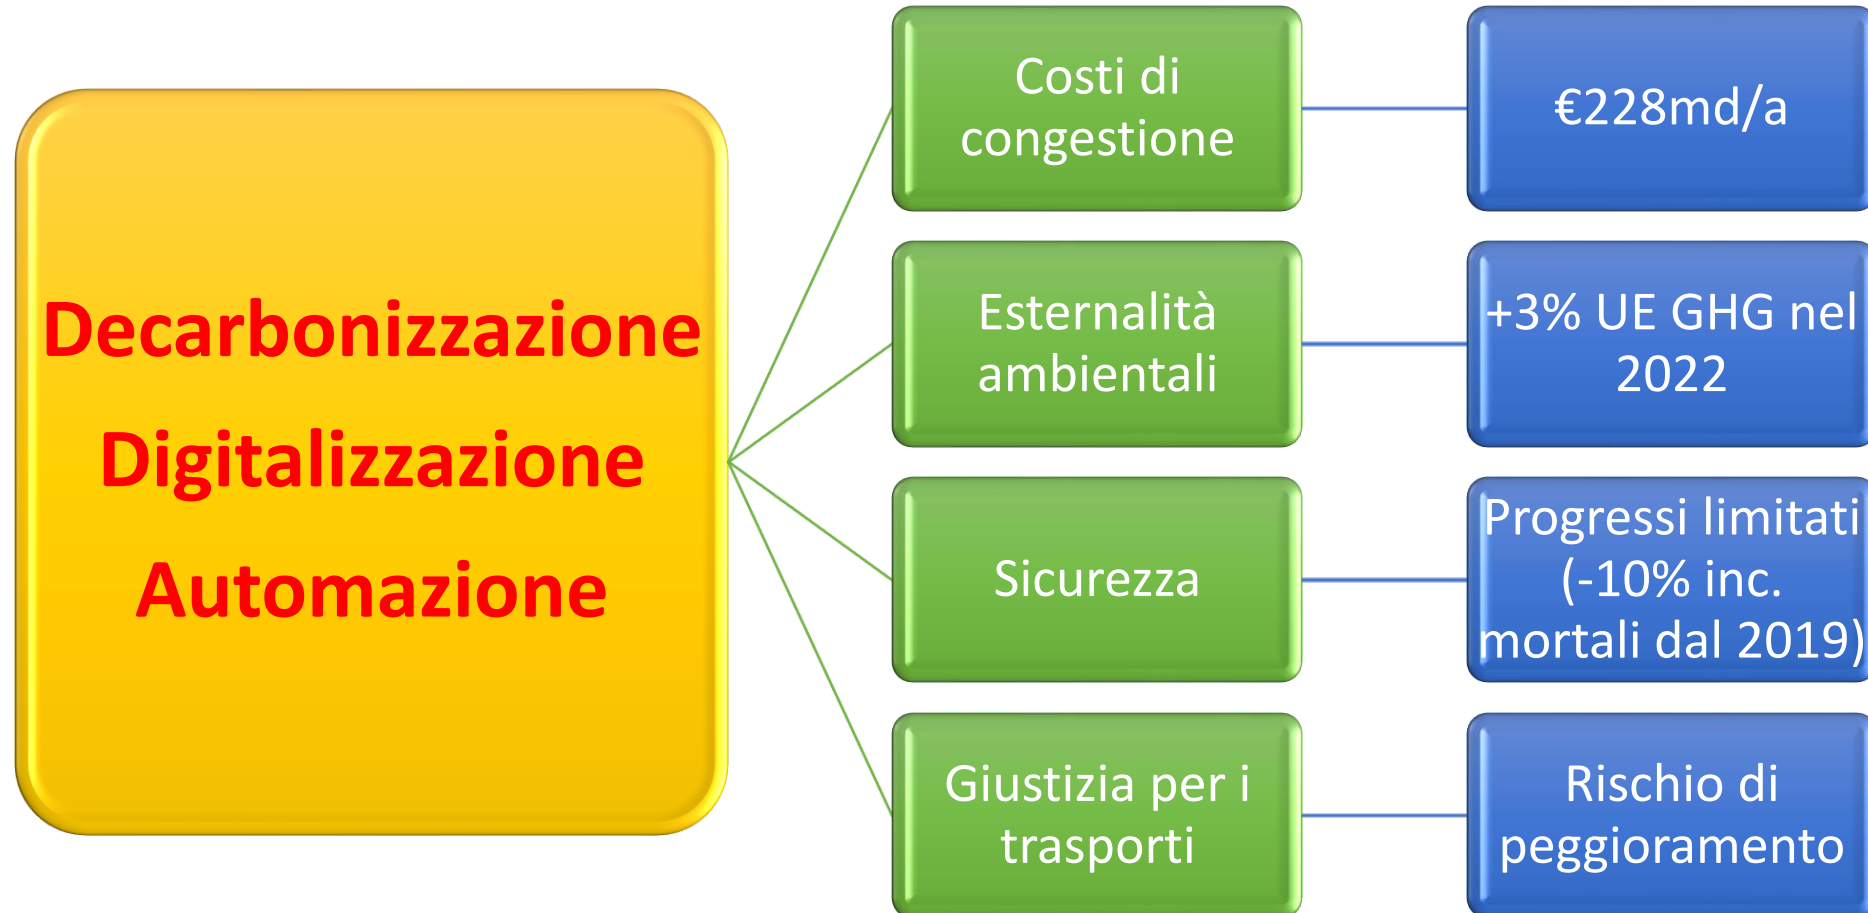 Decarbonizzazione
Digitalizzazione
Automazione
Costi di
congestione
€228md/a
Esternalità
ambientali
+3% UE GHG nel
2022
Sicurezza
Progressi limitati
(-10% inc.
mortali dal 2019)
Giustizia per i
trasporti
Rischio di
peggioramento